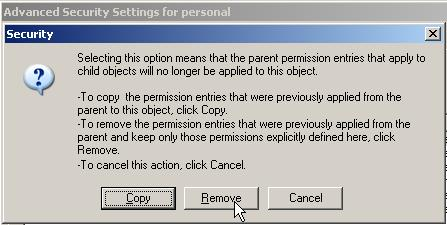 Advanced Security Settings for personal
Security
Selecting this option means that the parent permission entries that apply to
child objects will no longer be applied to this object.
-To copy the permission entries that were previously applied from the
parent to this object, click Copy.
-To remove the permission entries that were previously applied from the
parent and keep only those permissions explicitly defined here, click
Remove.
-To cancel this action, click Cancel.
Copy Remove Cancel